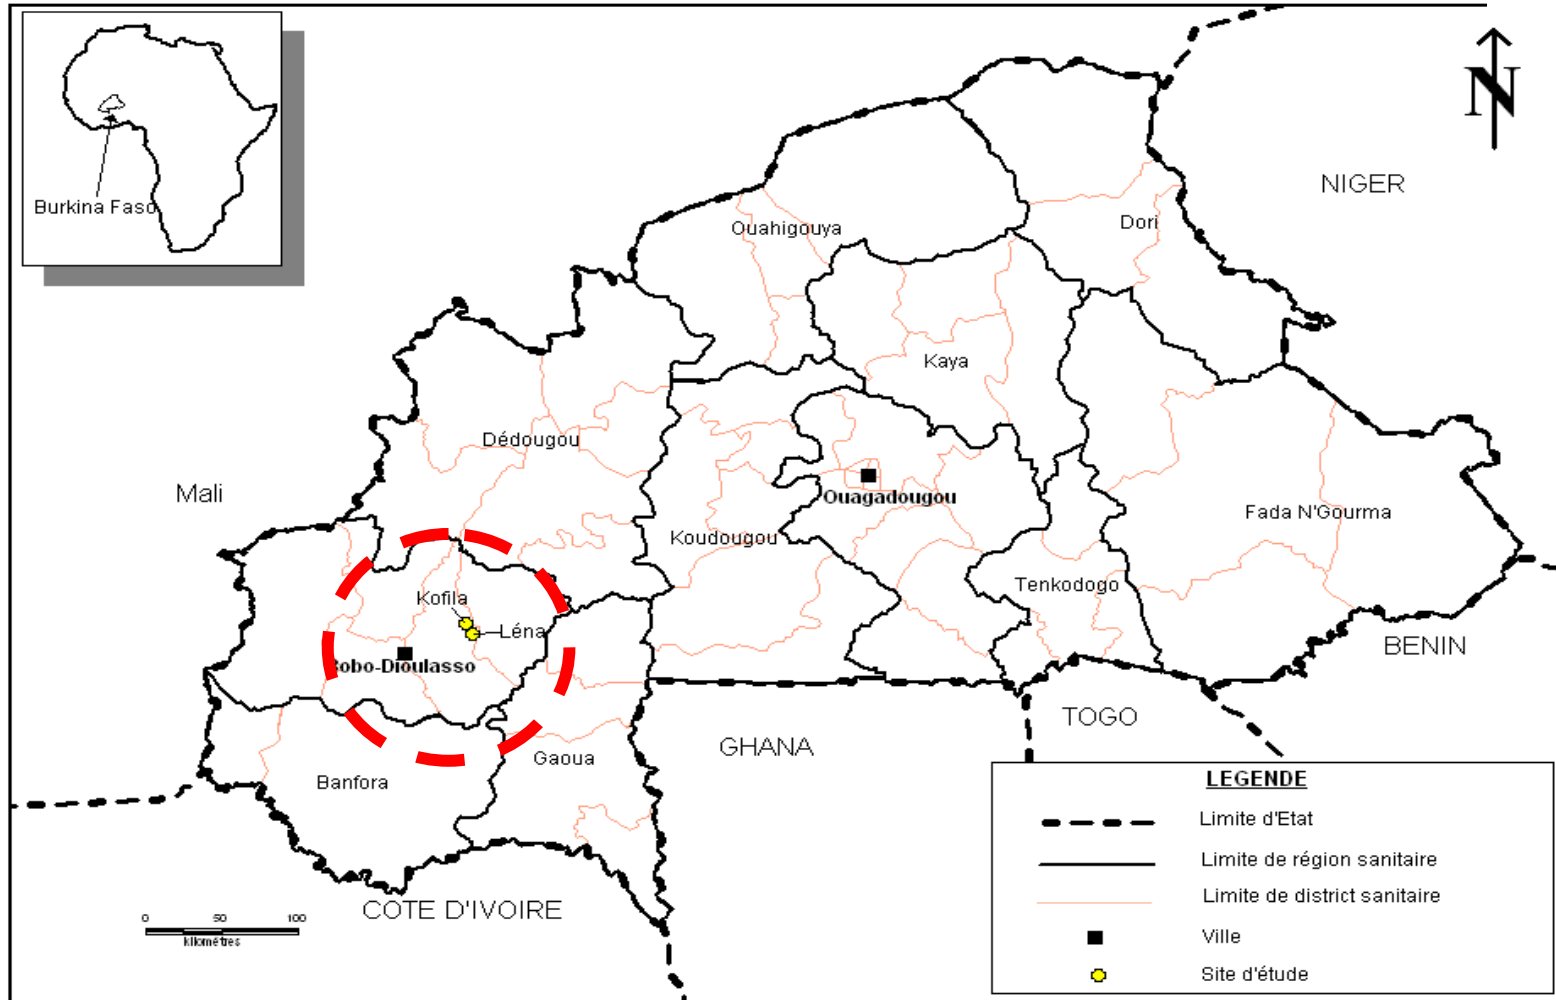 N
Burkina Faso
NIGER
Ouahigouya
Dori
Kaya
Dédougou
Mali
Ouagadougou
Fada N'Gourma
Koudougou
Tenkodogo
Kofila
Léna
Bobo-Dioulasso
BENIN
TOGO
GHANA
Gaoua
Banfora
COTE D'IVOIRE
0 50 100
kilométres
LEGENDE
Limite d'Etat
Limite de région sanitaire
Limite de district sanitaire
Ville
Site d'étude